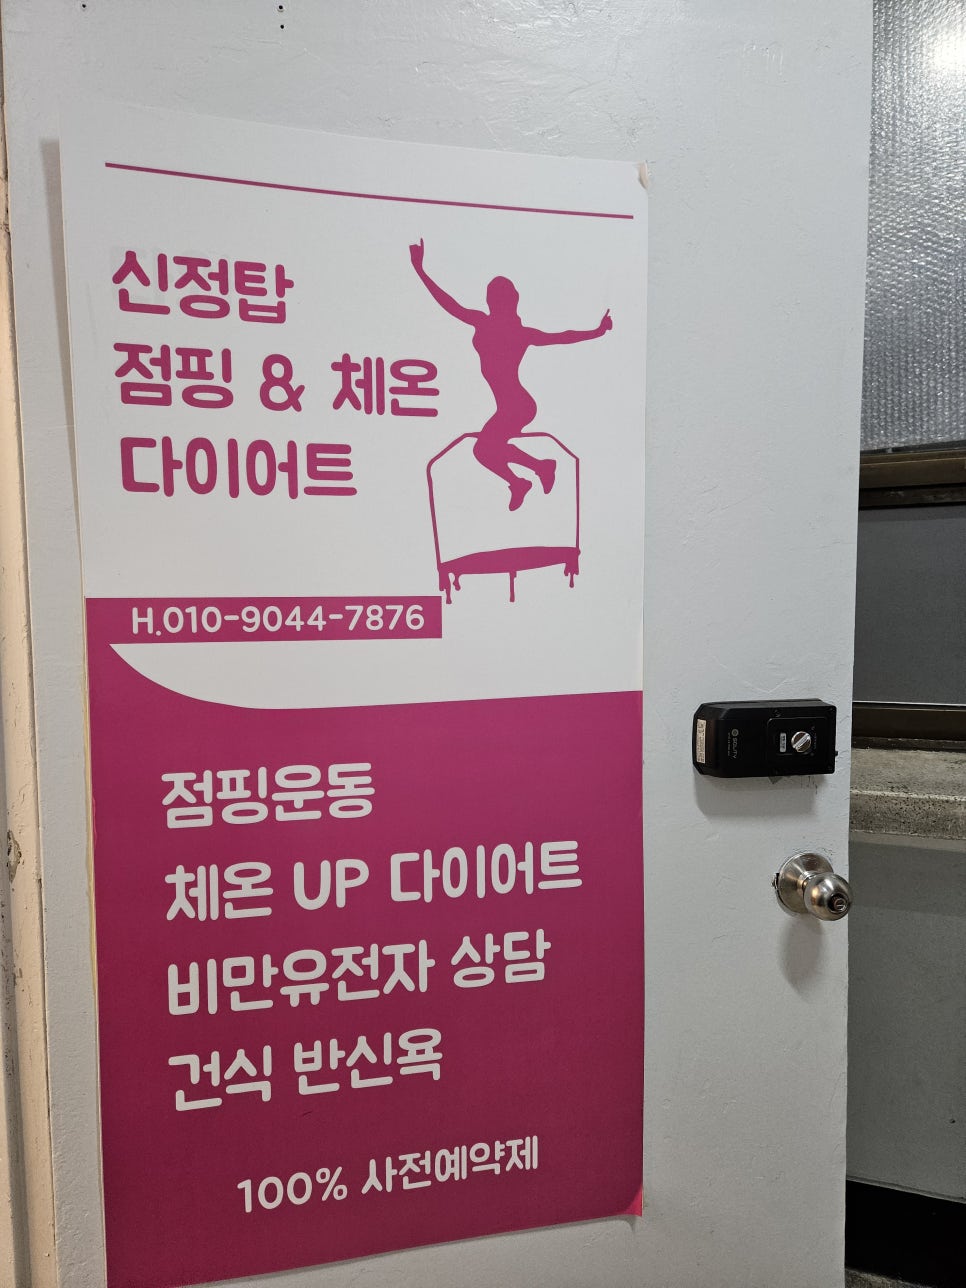 신정탑
점핑 & 체온
다이어트
H.010-9044-7876
점핑운동
체온 UP 다이어트
비만유전자 상담
건식 반신욕
100% 사전예약제
SOLITY